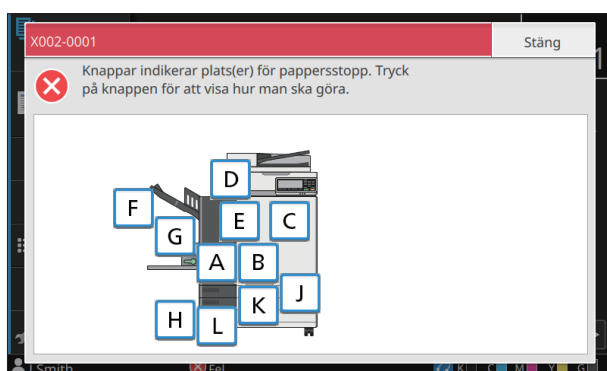 X002-0001
Stäng
Knappar indikerar plats(er) för pappersstopp. Tryck
på knappen för att visa hur man ska göra.
D
F
E
C
G
A
B
J
K
H
L
J Smith
Fel
K
C
M
Y
G